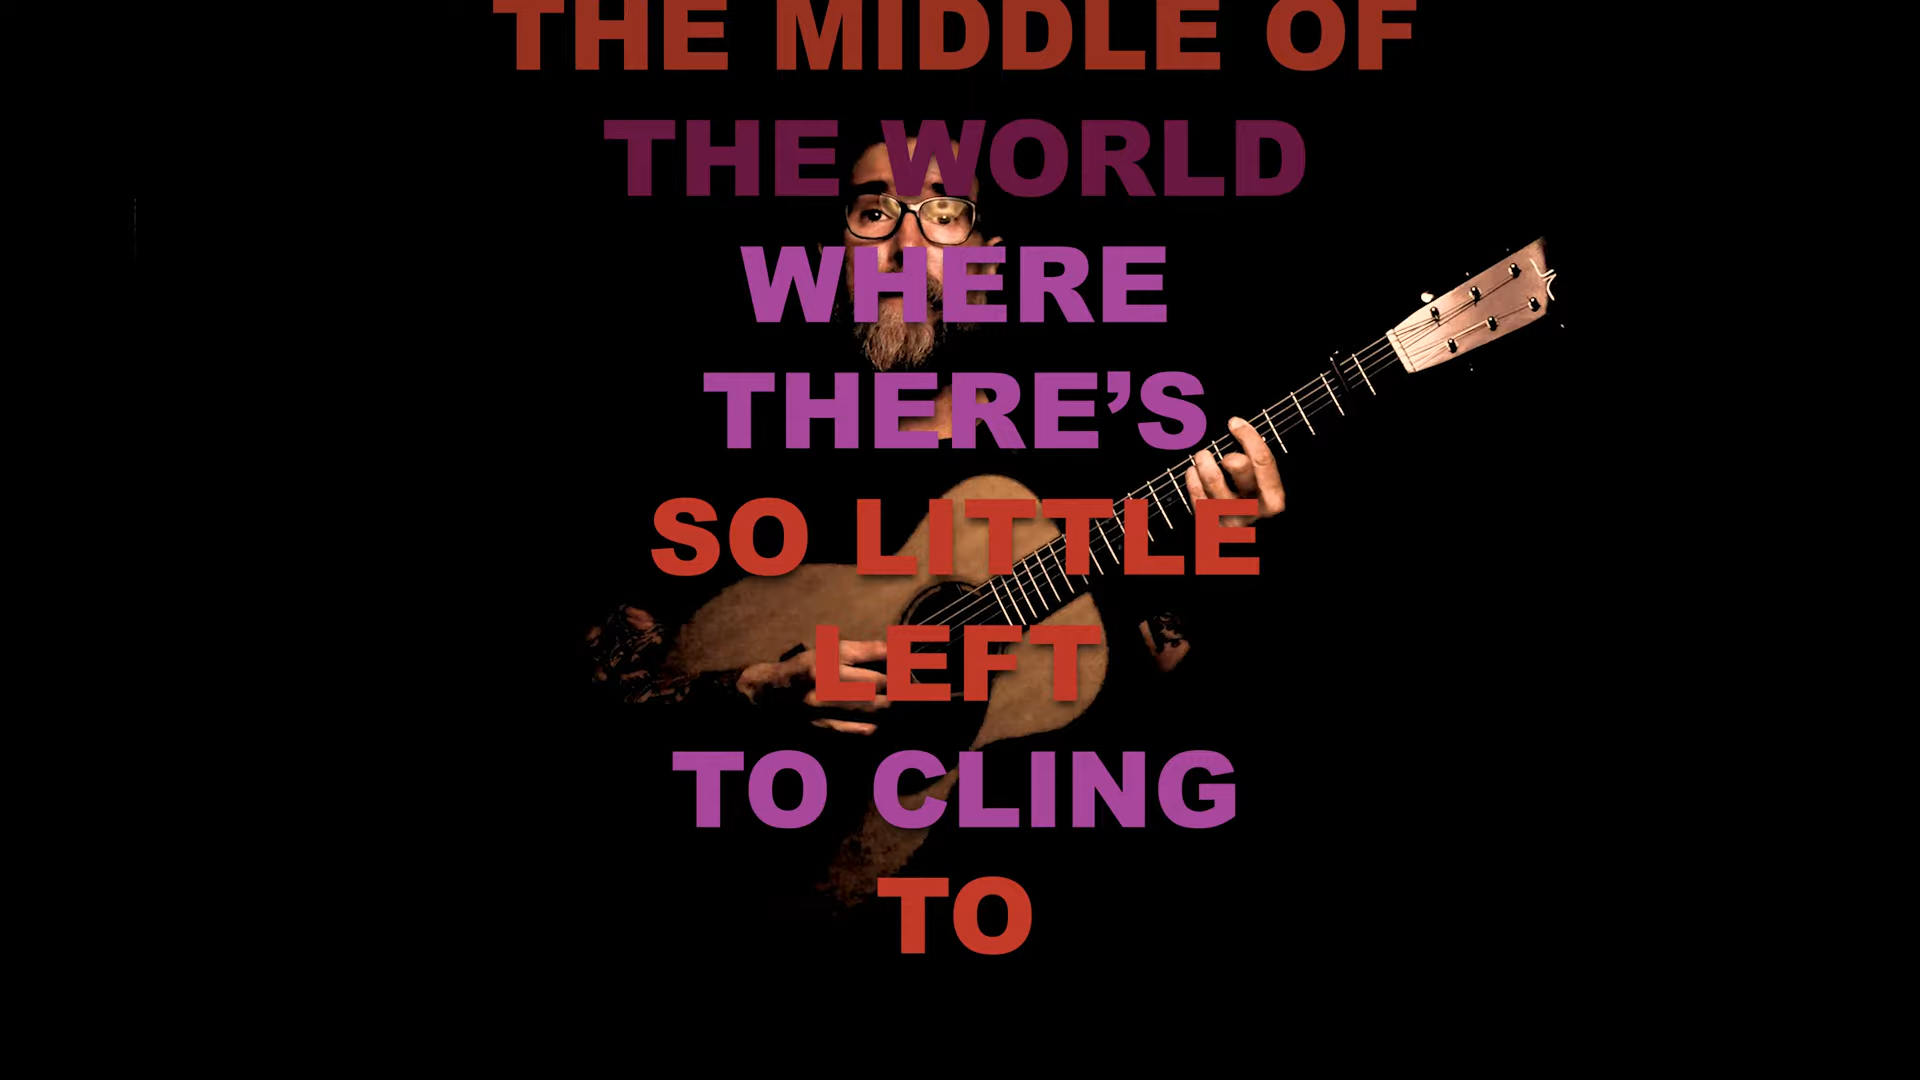 THE MIDDLE OF
THE WORLD
WHERE
THERE’S
SO LITTLE
LEFT
TO CLING
TO